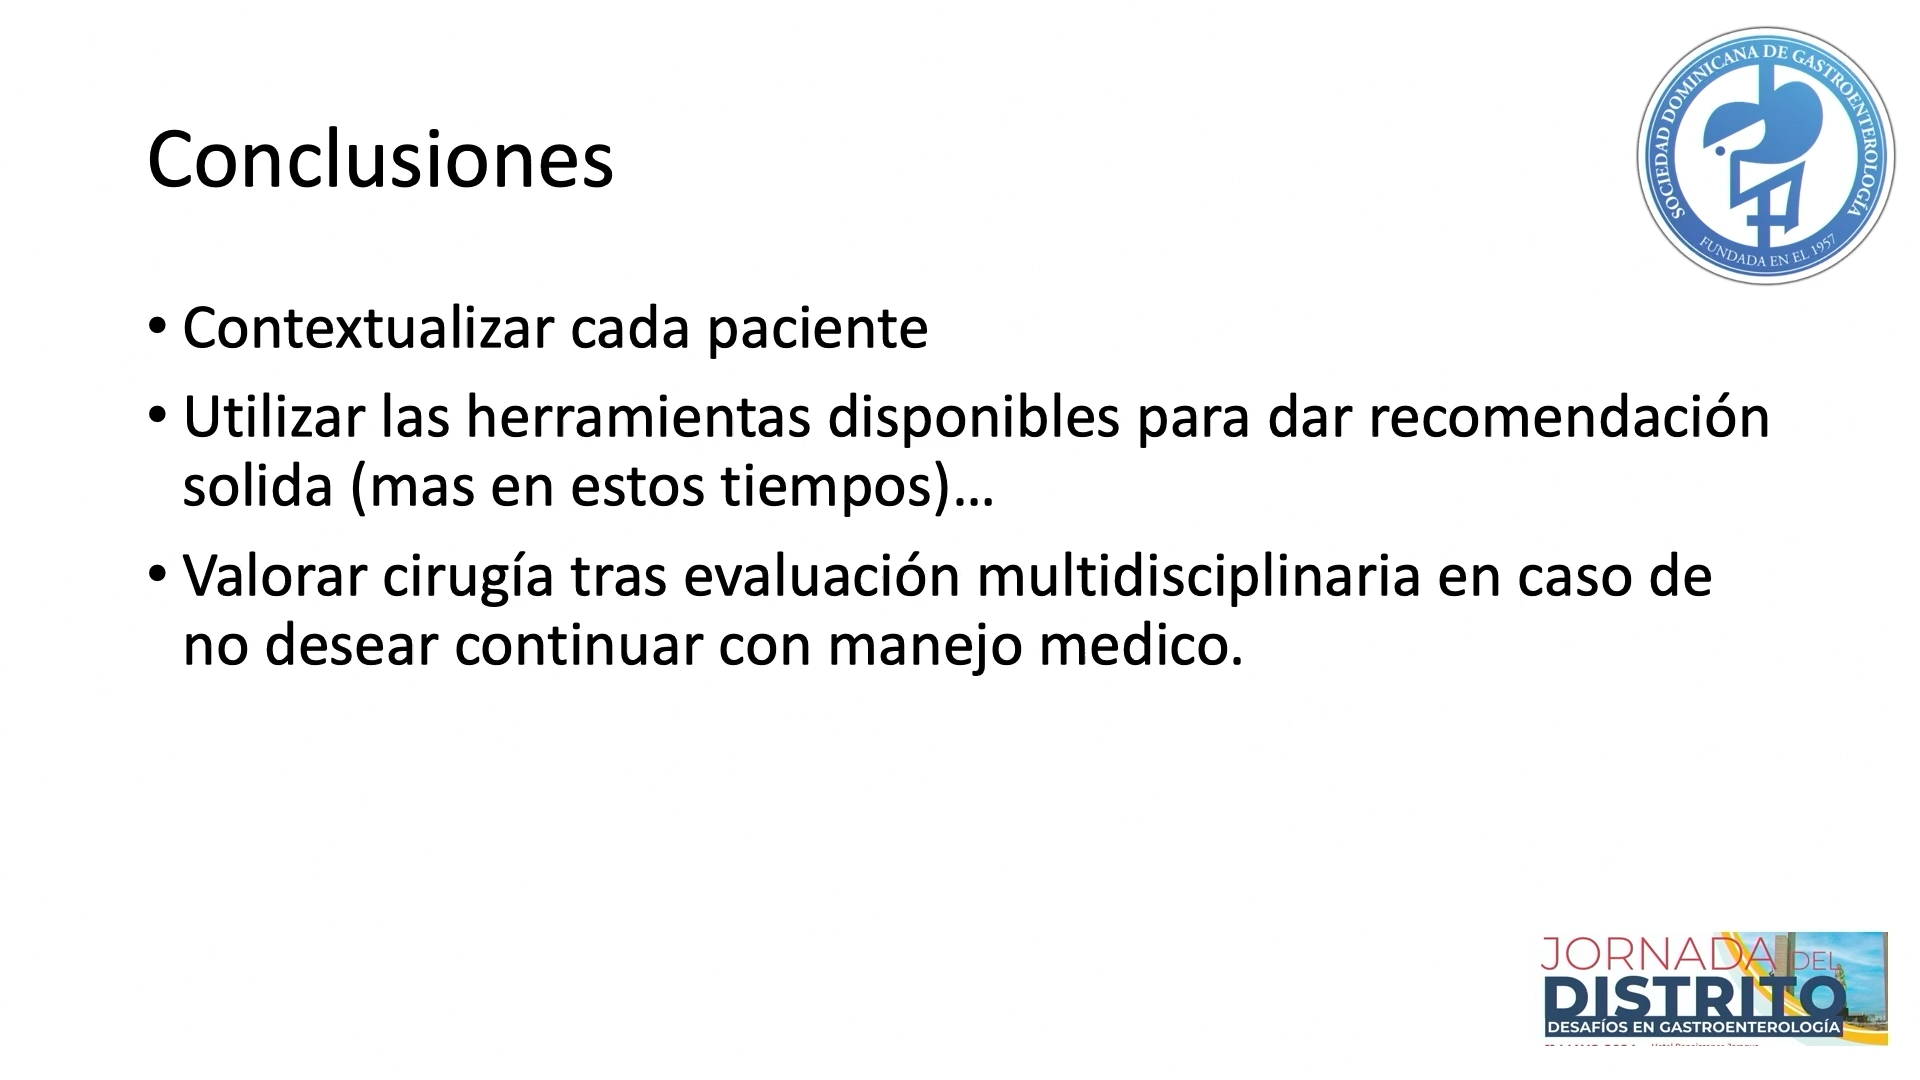 SOCIEDAD DOMINICANA DE GASTROENTEROLOGÍA
FUNDADA EN EL 1957
Conclusiones
• Contextualizar cada paciente
• Utilizar las herramientas disponibles para dar recomendación
solida (mas en estos tiempos)...
• Valorar cirugía tras evaluación multidisciplinaria en caso de
no desear continuar con manejo medico.
JORNADA DEL
DISTRITO
DESAFÍOS EN GASTROENTEROLOGÍA